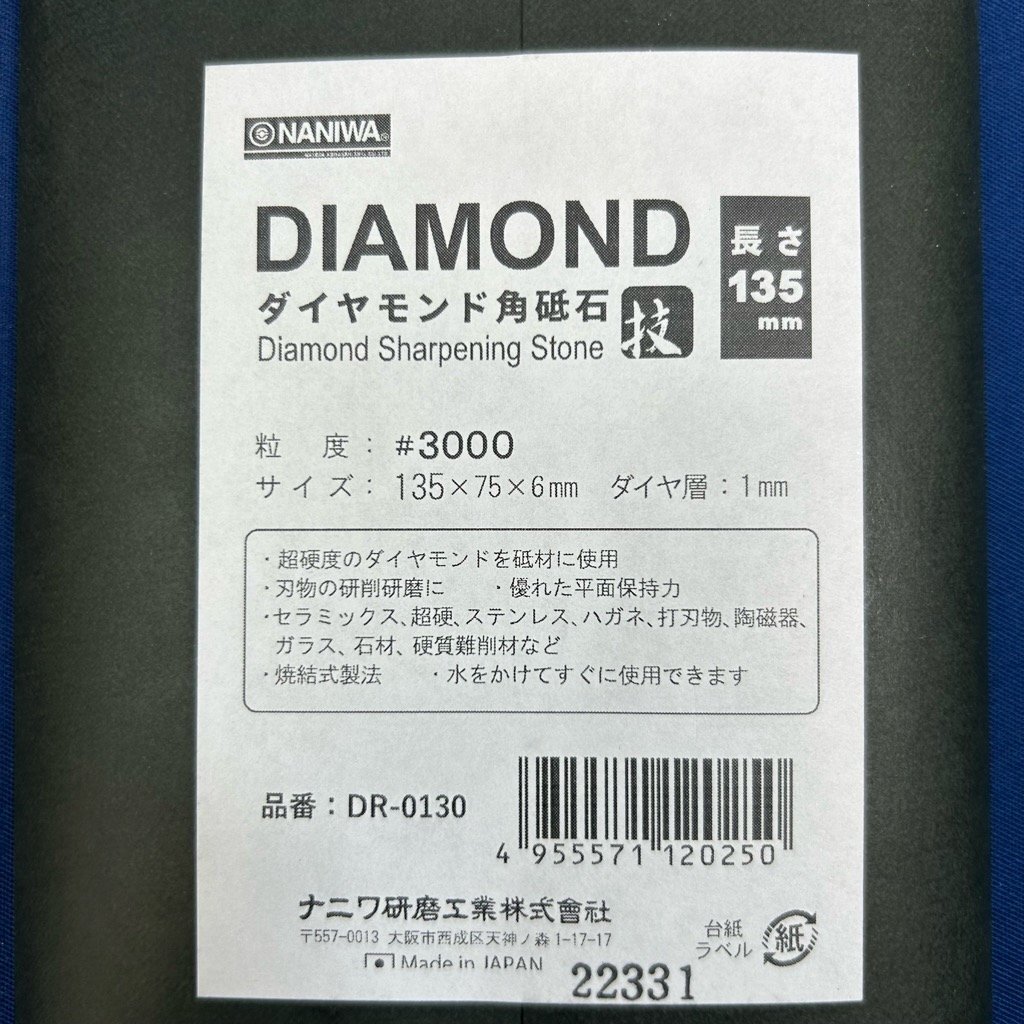 NANIWA
DIAMOND
ダイヤモンド角砥石 技
Diamond Sharpening Stone
長さ
135
mm
粒度：#3000
サイズ：135×75×6mm ダイヤ層：1mm
・超硬度のダイヤモンドを砥材に使用
・刃物の研削研磨に ・優れた平面保持力
・セラミックス、超硬、ステンレス、ハガネ、打刃物、陶磁器、
ガラス、石材、硬質難削材など
・焼結式製法 ・水をかけてすぐに使用できます
品番：DR-0130
4 955571 120250
ナニワ研磨工業株式會社
〒557-0013 大阪市西成区天神ノ森1-17-17
Made in JAPAN
22331
台紙
ラベル
紙